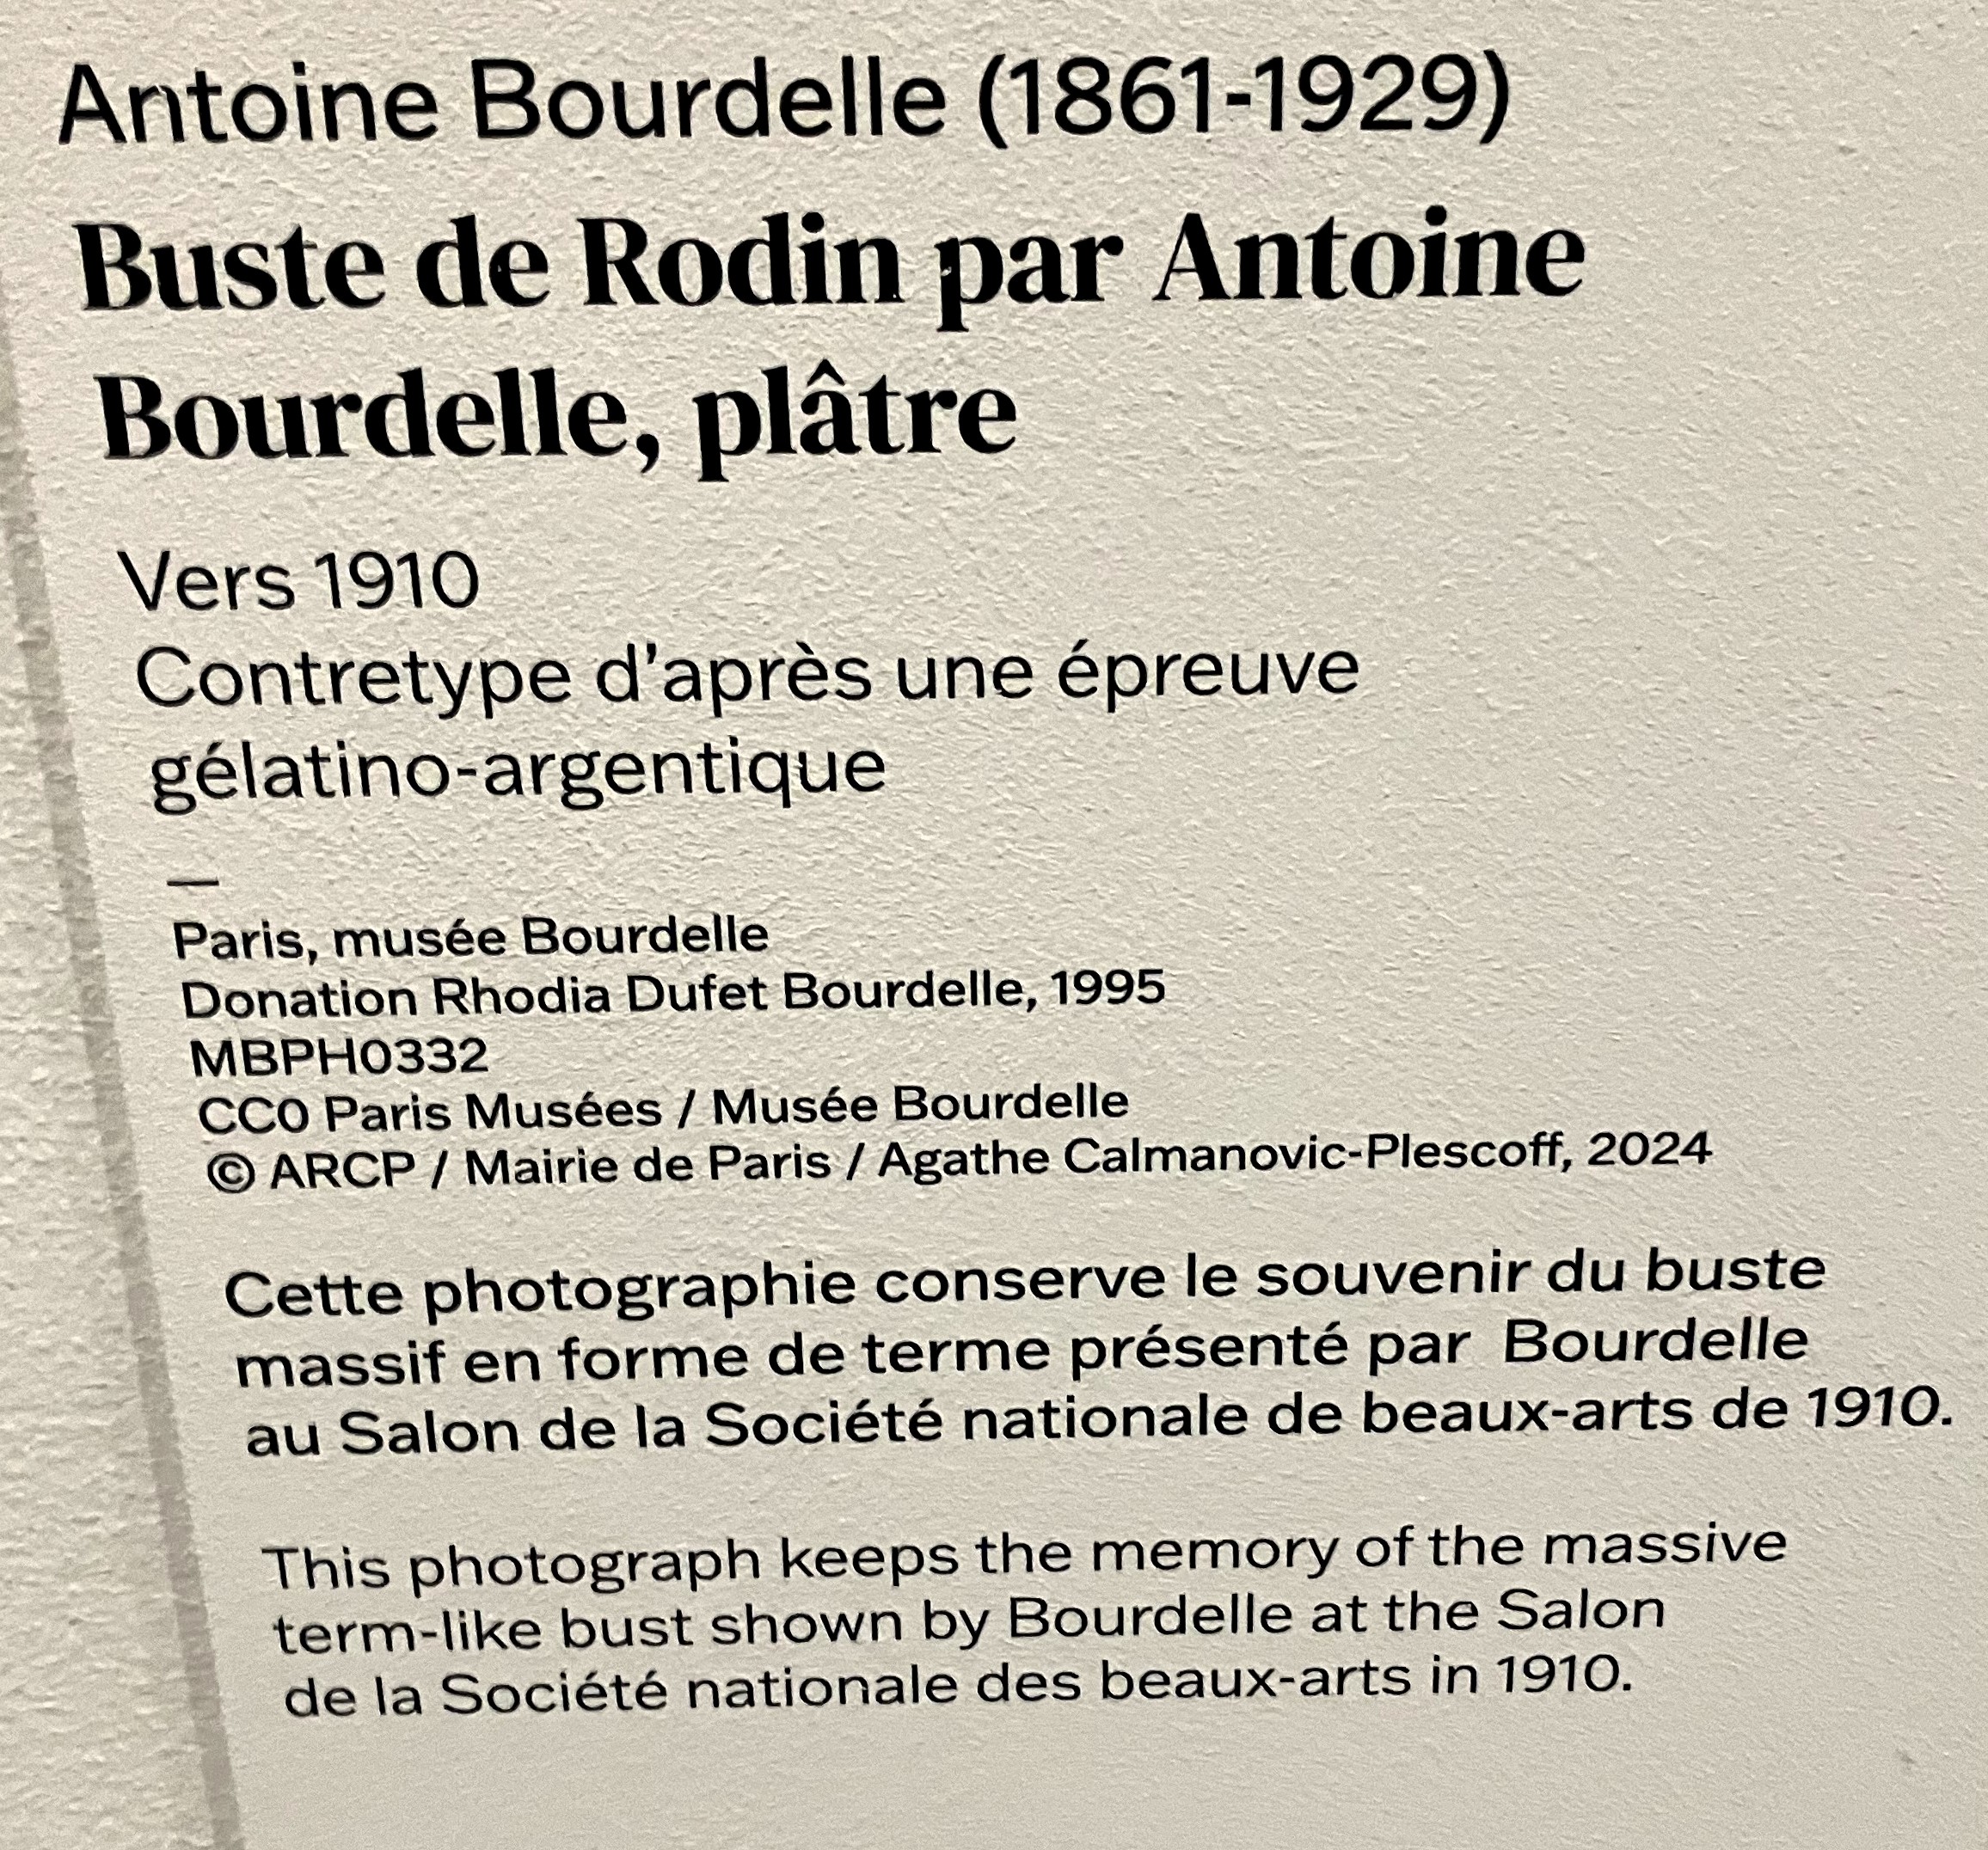 Antoine Bourdelle (1861-1929)
Buste de Rodin par Antoine
Bourdelle, plâtre
Vers 1910
Contretype d'après une épreuve
gélatino-argentique
—
Paris, musée Bourdelle
Donation Rhodia Dufet Bourdelle, 1995
MBPH0332
CC0 Paris Musées / Musée Bourdelle
© ARCP / Mairie de Paris / Agathe Calmanovic-Plescoff, 2024
Cette photographie conserve le souvenir du buste
massif en forme de terme présenté par  Bourdelle
au Salon de la Société nationale de beaux-arts de 1910.
This photograph keeps the memory of the massive
term-like bust shown by Bourdelle at the Salon
de la Société nationale des beaux-arts in 1910.